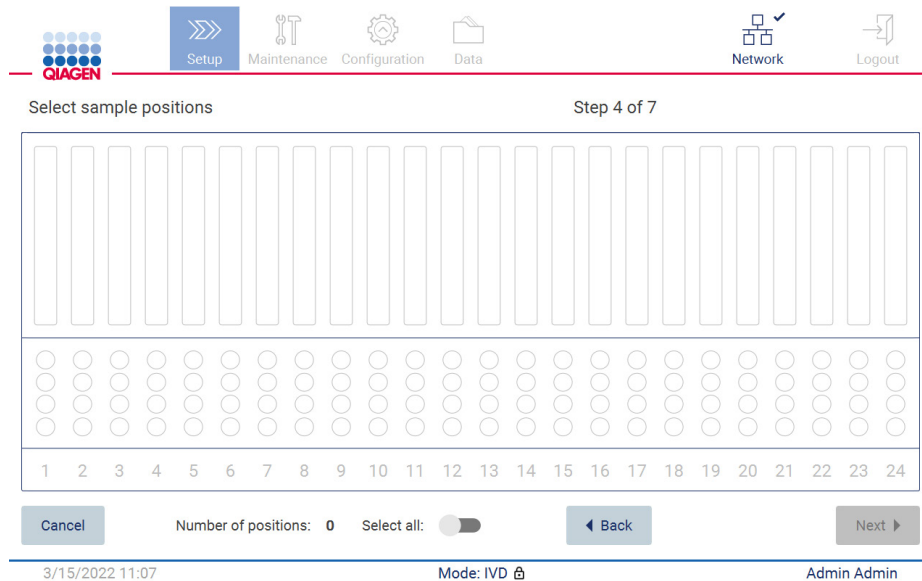 QIAGEN
Setup Maintenance Configuration Data Network Logout
Select sample positions Step 4 of 7
1 2 3 4 5 6 7 8 9 10 11 12 13 14 15 16 17 18 19 20 21 22 23 24
Cancel Number of positions: 0 Select all: Back Next
3/15/2022 11:07 Mode: IVD Admin Admin